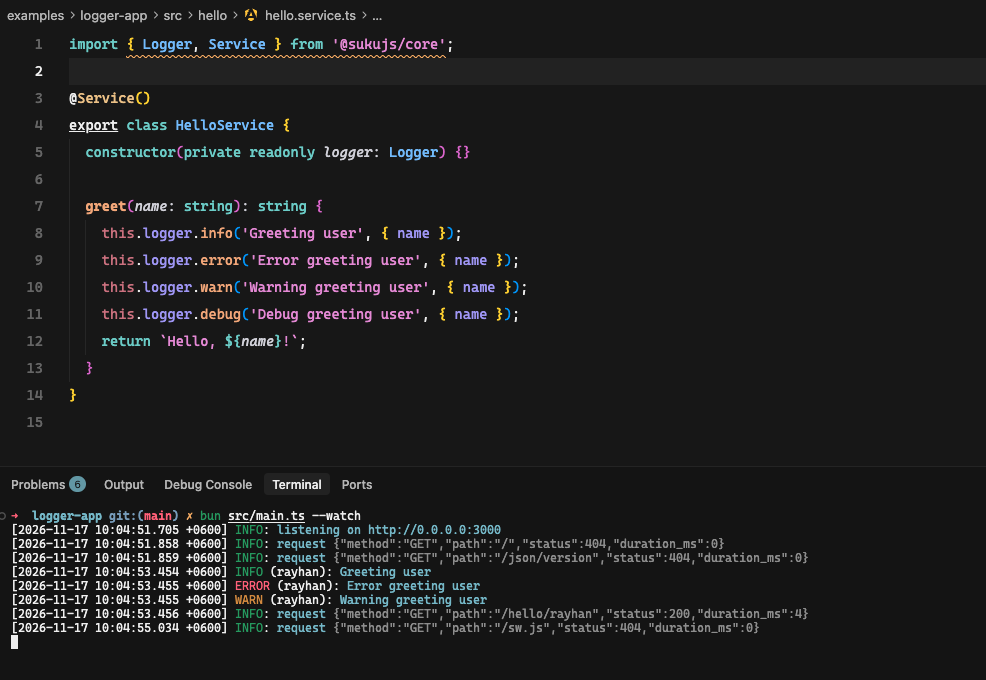 examples > logger-app > src > hello > hello.service.ts > ...
1 import { Logger, Service } from '@sukujs/core';
2
3 @Service()
4 export class HelloService {
5 constructor(private readonly logger: Logger) {}
6
7 greet(name: string): string {
8 this.logger.info('Greeting user', { name });
9 this.logger.error('Error greeting user', { name });
10 this.logger.warn('Warning greeting user', { name });
11 this.logger.debug('Debug greeting user', { name });
12 return `Hello, ${name}!`;
13 }
14 }
15
Problems 6 Output Debug Console Terminal Ports
→ logger-app git:(main) ✗ bun src/main.ts --watch
[2026-11-17 10:04:51.705 +0600] INFO: listening on http://0.0.0.0:3000
[2026-11-17 10:04:51.858 +0600] INFO: request {"method":"GET","path":"/","status":404,"duration_ms":0}
[2026-11-17 10:04:51.859 +0600] INFO: request {"method":"GET","path":"/json/version","status":404,"duration_ms":0}
[2026-11-17 10:04:53.454 +0600] INFO (rayhan): Greeting user
[2026-11-17 10:04:53.455 +0600] ERROR (rayhan): Error greeting user
[2026-11-17 10:04:53.455 +0600] WARN (rayhan): Warning greeting user
[2026-11-17 10:04:53.456 +0600] INFO: request {"method":"GET","path":"/hello/rayhan","status":200,"duration_ms":4}
[2026-11-17 10:04:55.034 +0600] INFO: request {"method":"GET","path":"/sw.js","status":404,"duration_ms":0}